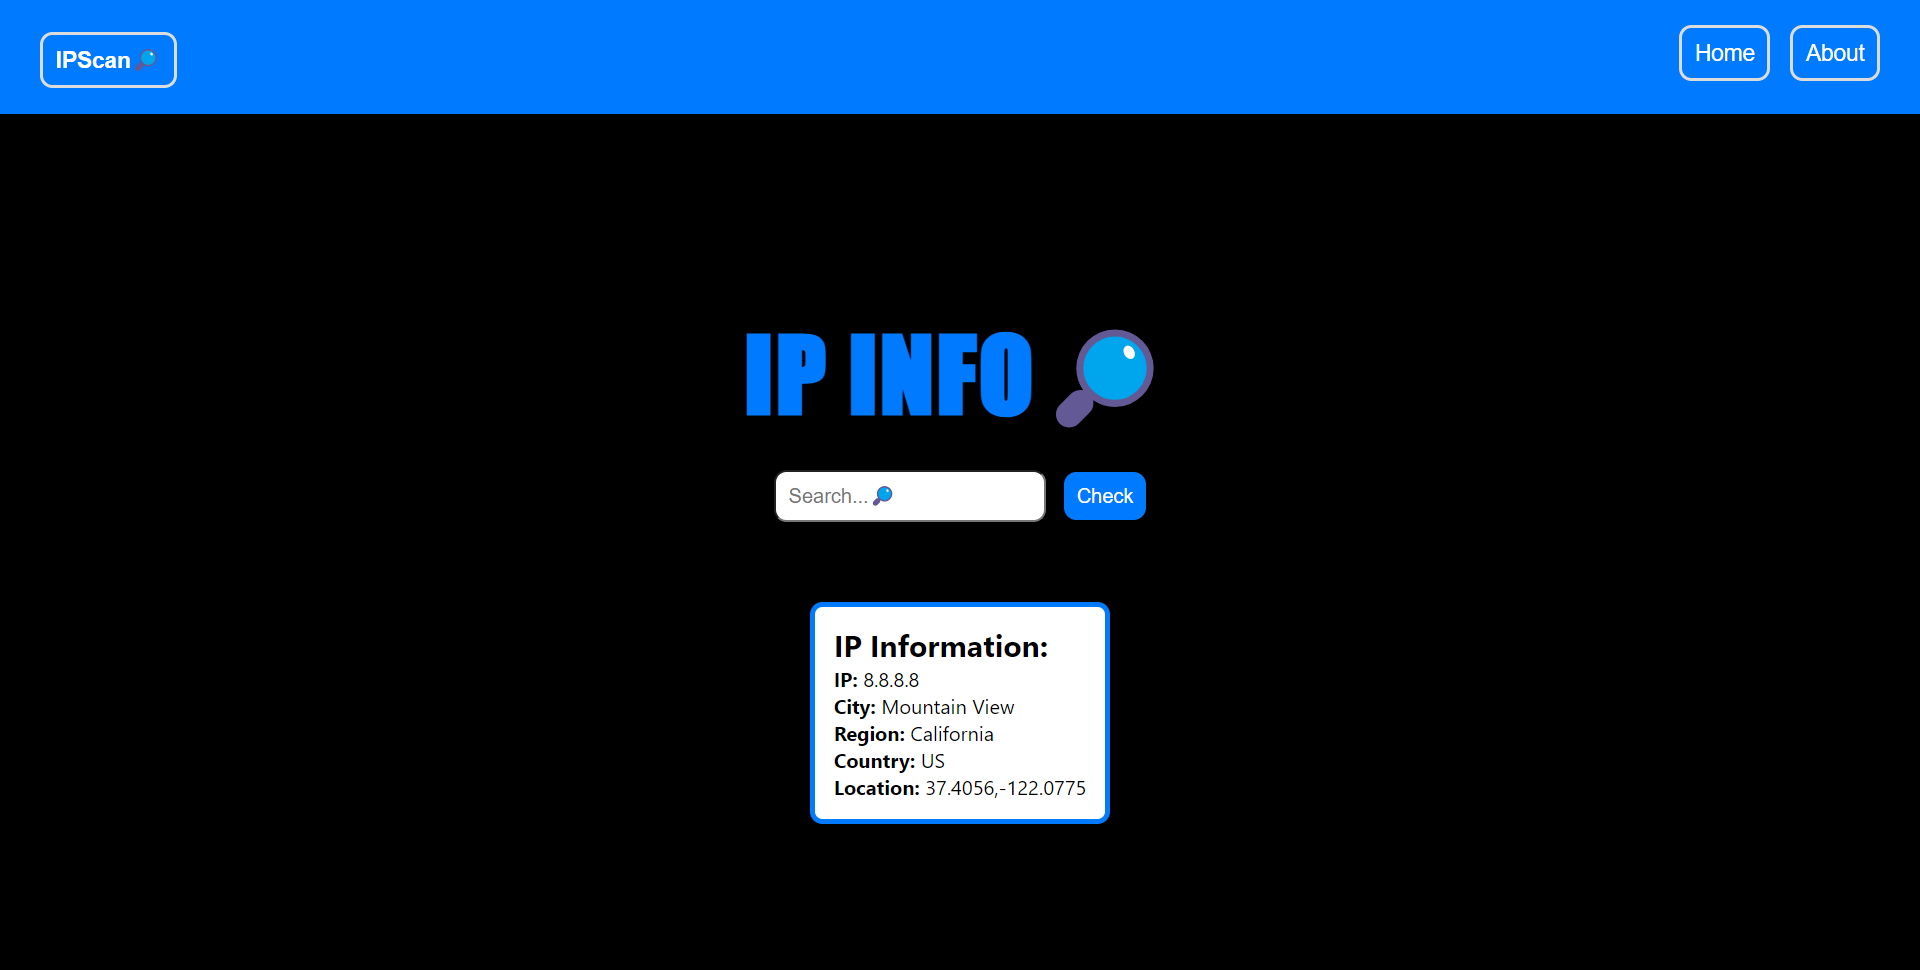 IPScan 🔎
Home
About
IP INFO 🔎
Search... 🔎
Check
IP Information:
IP: 8.8.8.8
City: Mountain View
Region: California
Country: US
Location: 37.4056,-122.0775